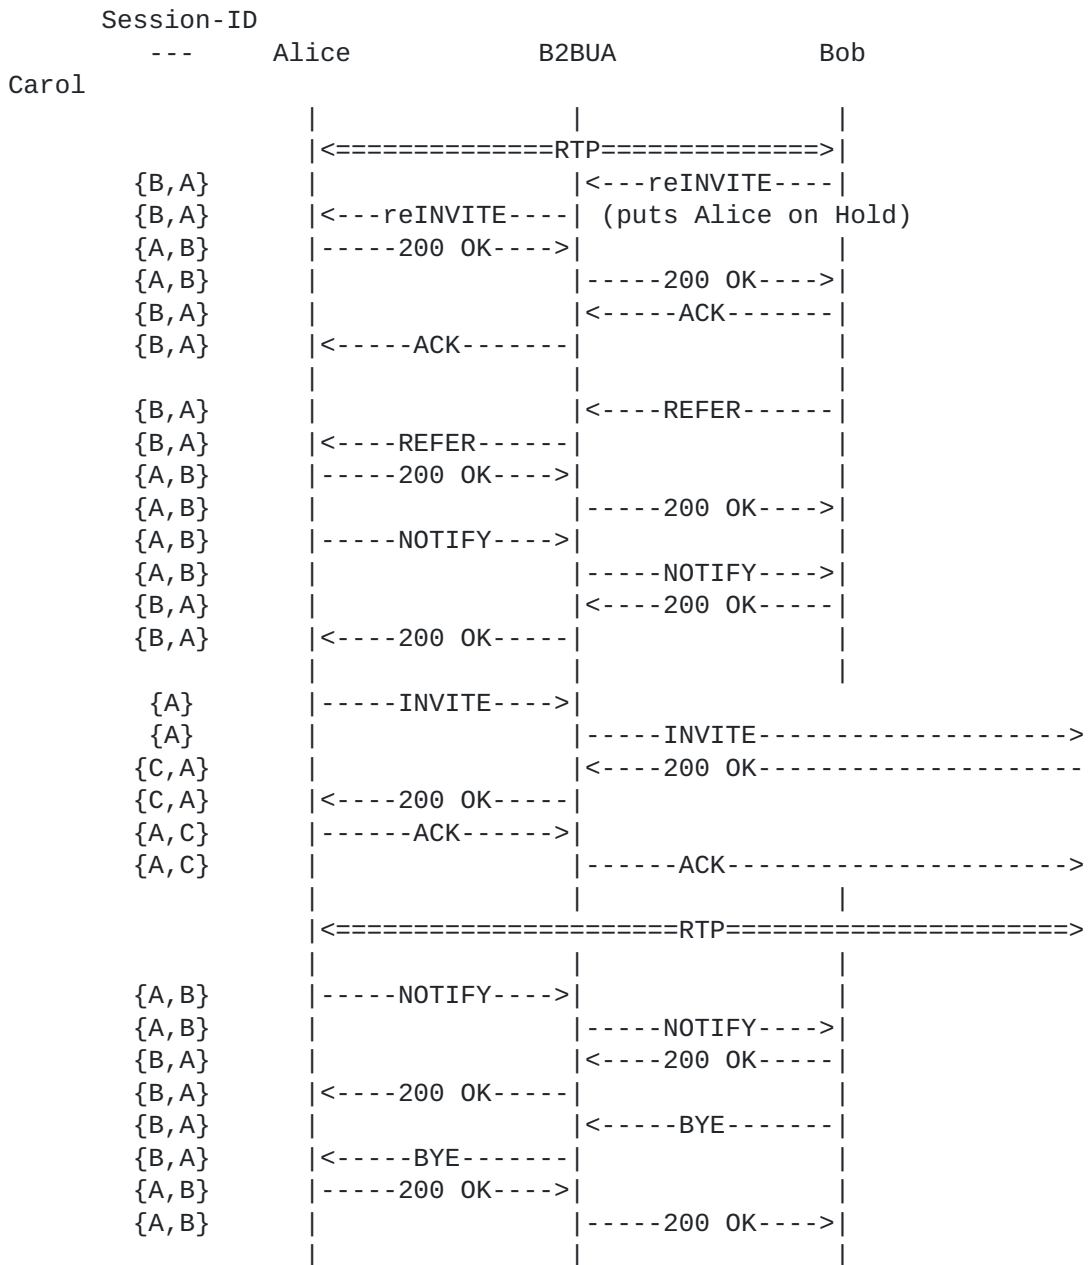 Session-ID
         ---     Alice            B2BUA             Bob
Carol
                   |                |                |
                   |<==============RTP==============>|
        {B,A}      |                |<---reINVITE----|
        {B,A}      |<---reINVITE----| (puts Alice on Hold)
        {A,B}      |-----200 OK---->|                |
        {A,B}      |                |-----200 OK---->|
        {B,A}      |                |<-----ACK-------|
        {B,A}      |<-----ACK-------|                |
                   |                |                |
        {B,A}      |                |<----REFER------|
        {B,A}      |<----REFER------|                |
        {A,B}      |-----200 OK---->|                |
        {A,B}      |                |-----200 OK---->|
        {A,B}      |-----NOTIFY---->|                |
        {A,B}      |                |-----NOTIFY---->|
        {B,A}      |                |<----200 OK-----|
        {B,A}      |<----200 OK-----|                |
                   |                |                |
         {A}       |-----INVITE---->|
         {A}       |                |-----INVITE-------------------->
        {C,A}      |                |<----200 OK---------------------
        {C,A}      |<----200 OK-----|
        {A,C}      |------ACK------>|
        {A,C}      |                |------ACK---------------------->
                   |                |                |
                   |<======================RTP======================>
                   |                |                |
        {A,B}      |-----NOTIFY---->|                |
        {A,B}      |                |-----NOTIFY---->|
        {B,A}      |                |<----200 OK-----|
        {B,A}      |<----200 OK-----|                |
        {B,A}      |                |<-----BYE-------|
        {B,A}      |<-----BYE-------|                |
        {A,B}      |-----200 OK---->|                |
        {A,B}      |                |-----200 OK---->|
                   |                |                |